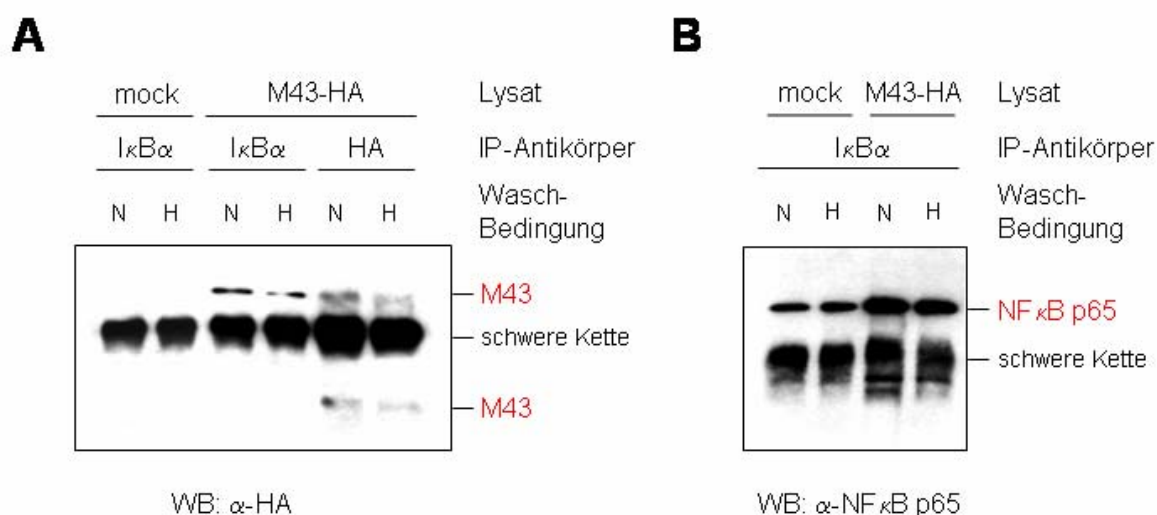 A
mock M43-HA Lysat
IκBα IκBα HA IP-Antikörper
N H N H N H Wasch-
Bedingung
M43
schwere Kette
M43
WB: α-HA
B
mock M43-HA Lysat
IκBα IP-Antikörper
N H N H Wasch-
Bedingung
NFκB p65
schwere Kette
WB: α-NFκB p65